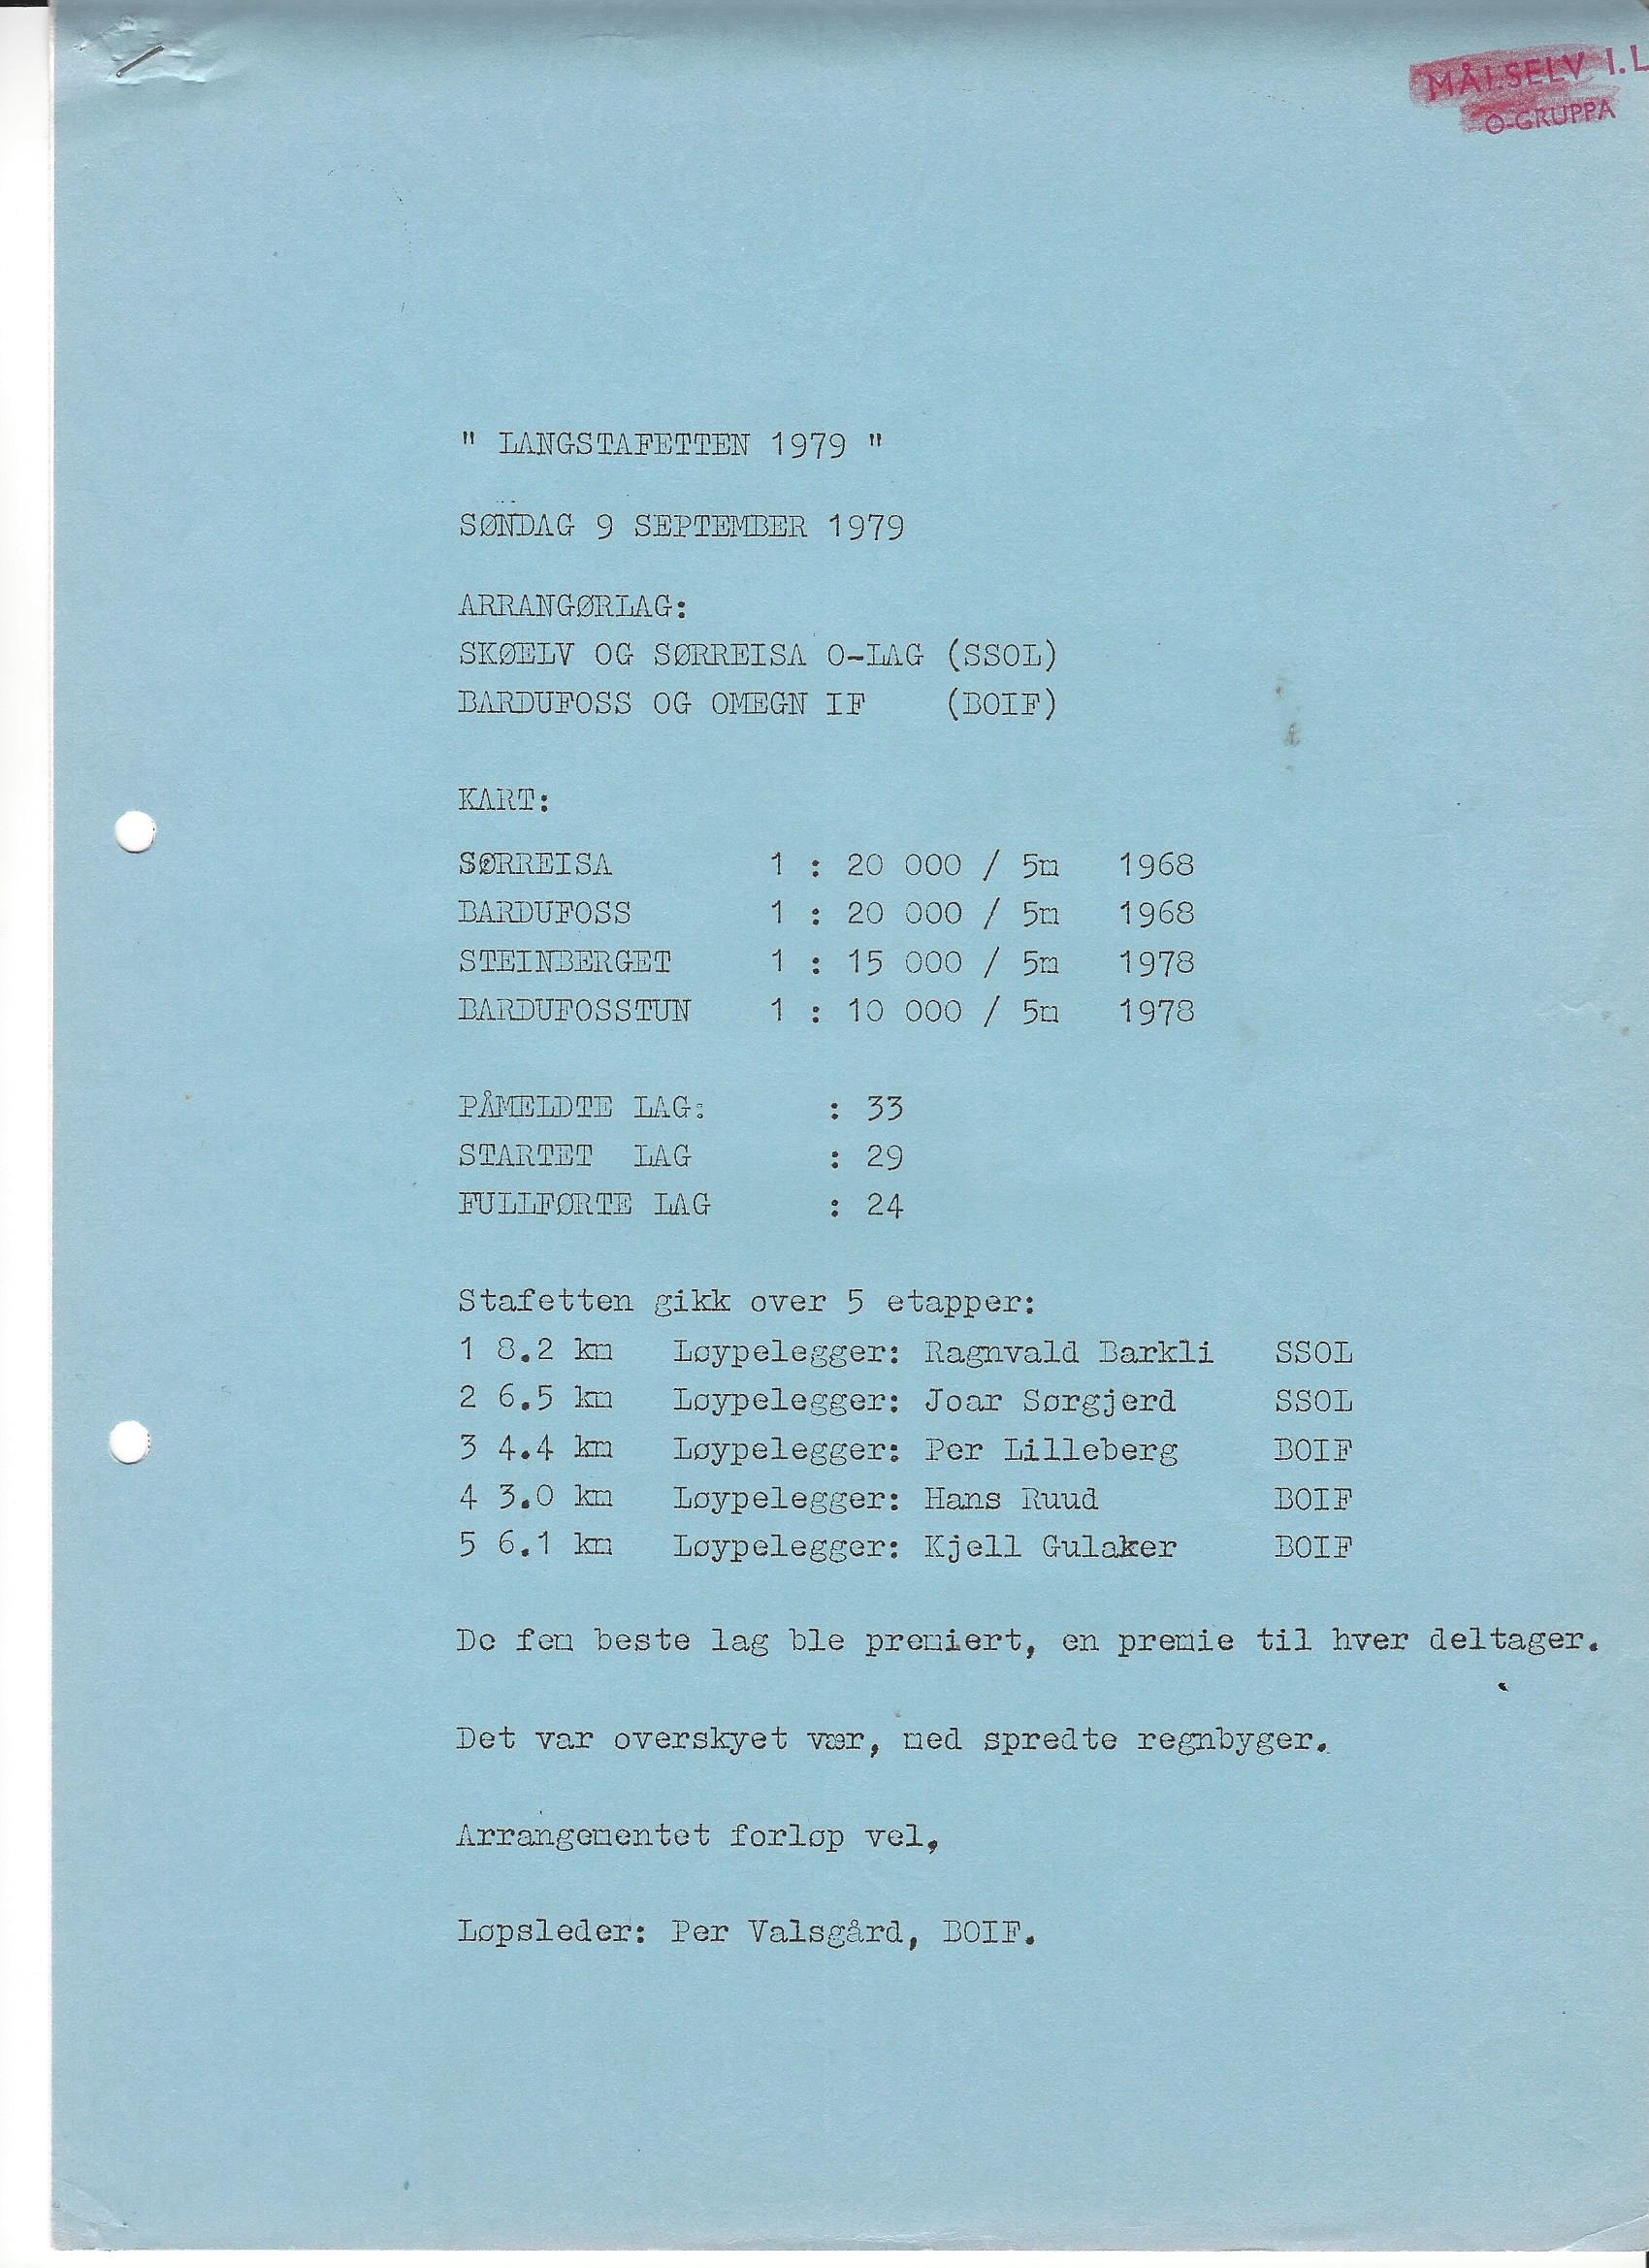 MÅLSELV I.L
O-GRUPPA
" LANGSTAFETTEN 1979 "
SØNDAG 9 SEPTEMBER 1979
ARRANGØRLAG:
SKØELV OG SØRREISA O-LAG (SSOL)
BARDUFOSS OG OMEGN IF (BOIF)
KART:
SØRREISA 1 : 20 000 / 5m 1968
BARDUFOSS 1 : 20 000 / 5m 1968
STEINBERGET 1 : 15 000 / 5m 1978
BARDUFOSSTUN 1 : 10 000 / 5m 1978
PÅMELDTE LAG: : 33
STARTET LAG : 29
FULLFØRTE LAG : 24
Stafetten gikk over 5 etapper:
1 8.2 km Løypelegger: Ragnvald Barkli SSOL
2 6.5 km Løypelegger: Joar Sørgjerd SSOL
3 4.4 km Løypelegger: Per Lilleberg BOIF
4 3.0 km Løypelegger: Hans Ruud BOIF
5 6.1 km Løypelegger: Kjell Gulaker BOIF
De fem beste lag ble premiert, en premie til hver deltager.
Det var overskyet vær, med spredte regnbyger.
Arrangementet forløp vel,
Løpsleder: Per Valsgård, BOIF.